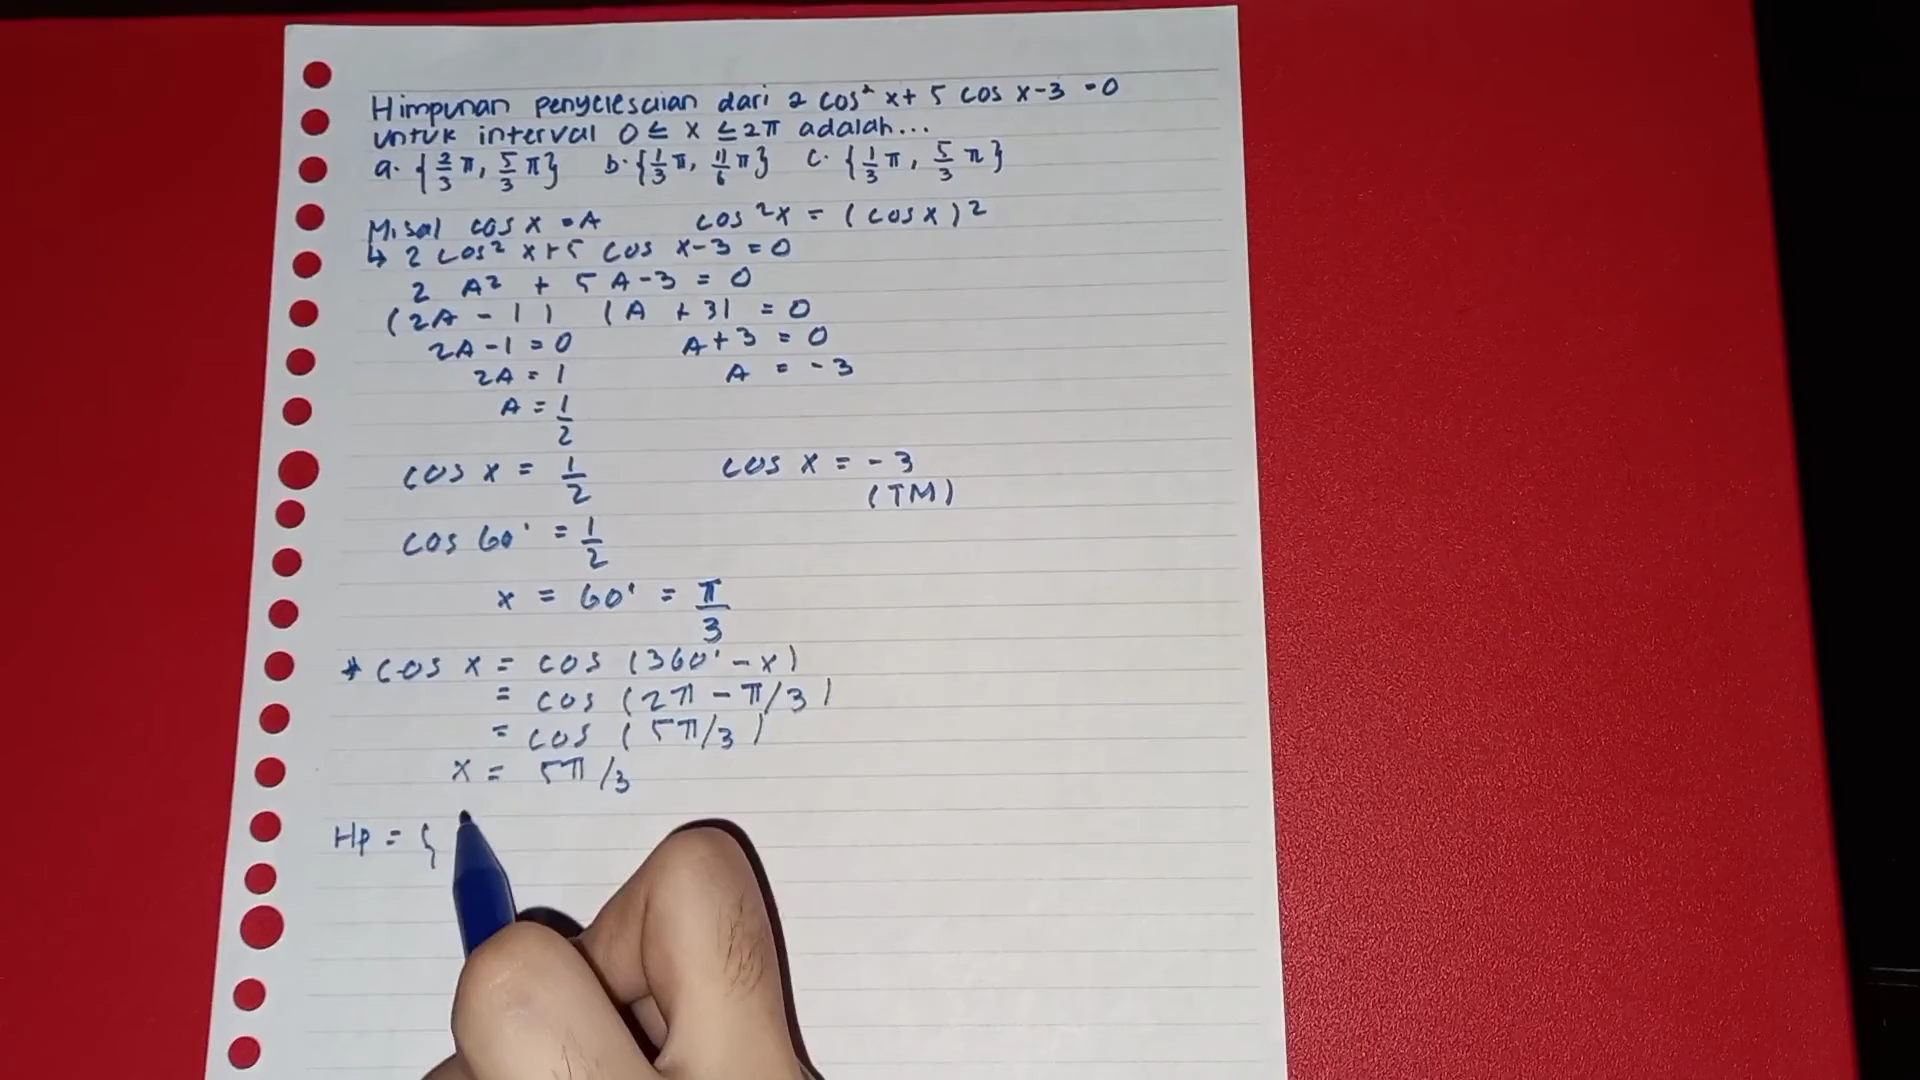 Himpunan penyelesaian dari 2 cos² x + 5 cos x - 3 = 0
untuk interval 0 ≤ x ≤ 2π adalah...
a. {2/3 π, 5/3 π} b. {1/3 π, 11/6 π} c. {1/3 π, 5/3 π}
Misal cos x = A cos²x = (cos x)²
↳ 2 cos² x + 5 cos x - 3 = 0
2 A² + 5 A - 3 = 0
(2A - 1) (A + 3) = 0
2A - 1 = 0 A + 3 = 0
2A = 1 A = -3
A = 1/2
cos x = 1/2 cos x = -3
(TM)
cos 60° = 1/2
x = 60° = π/3
* cos x = cos (360° - x)
= cos (2π - π/3)
= cos (5π/3)
x = 5π/3
Hp = {